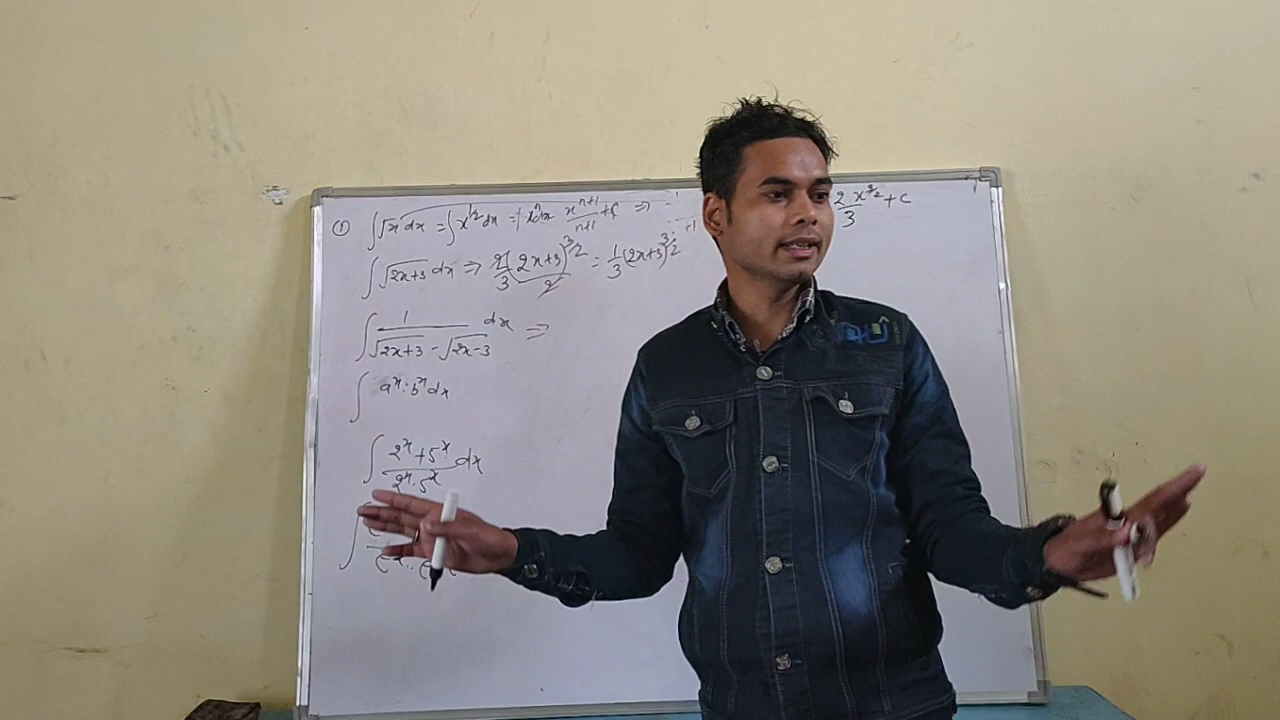 ① ∫√x dx = ∫x^1/2 dx = ∫x^n dx x^n+1/n+1 + C ⇒ 2/3 x^3/2 + C
∫√2x+3 dx ⇒ 2/3 (2x+3)^3/2 / 2 = 1/3 (2x+3)^3/2
∫ 1/√2x+3 - √2x-3 dx ⇒
∫ a^x · b^x dx
∫ 2^x + 5^x / 2^x · 5^x dx